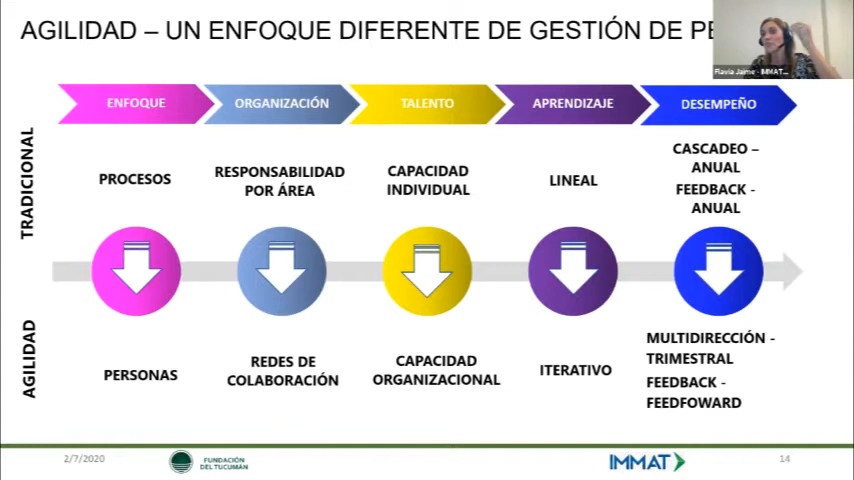 AGILIDAD – UN ENFOQUE DIFERENTE DE GESTIÓN DE PE
Flavia Jaime - IMMAT...
ENFOQUE
ORGANIZACIÓN
TALENTO
APRENDIZAJE
DESEMPEÑO
TRADICIONAL
PROCESOS
RESPONSABILIDAD
POR ÁREA
CAPACIDAD
INDIVIDUAL
LINEAL
CASCADEO –
ANUAL
FEEDBACK -
ANUAL
AGILIDAD
PERSONAS
REDES DE
COLABORACIÓN
CAPACIDAD
ORGANIZACIONAL
ITERATIVO
MULTIDIRECCIÓN -
TRIMESTRAL
FEEDBACK -
FEEDFOWARD
2/7/2020
FUNDACIÓN
DEL TUCUMÁN
IMMAT
14